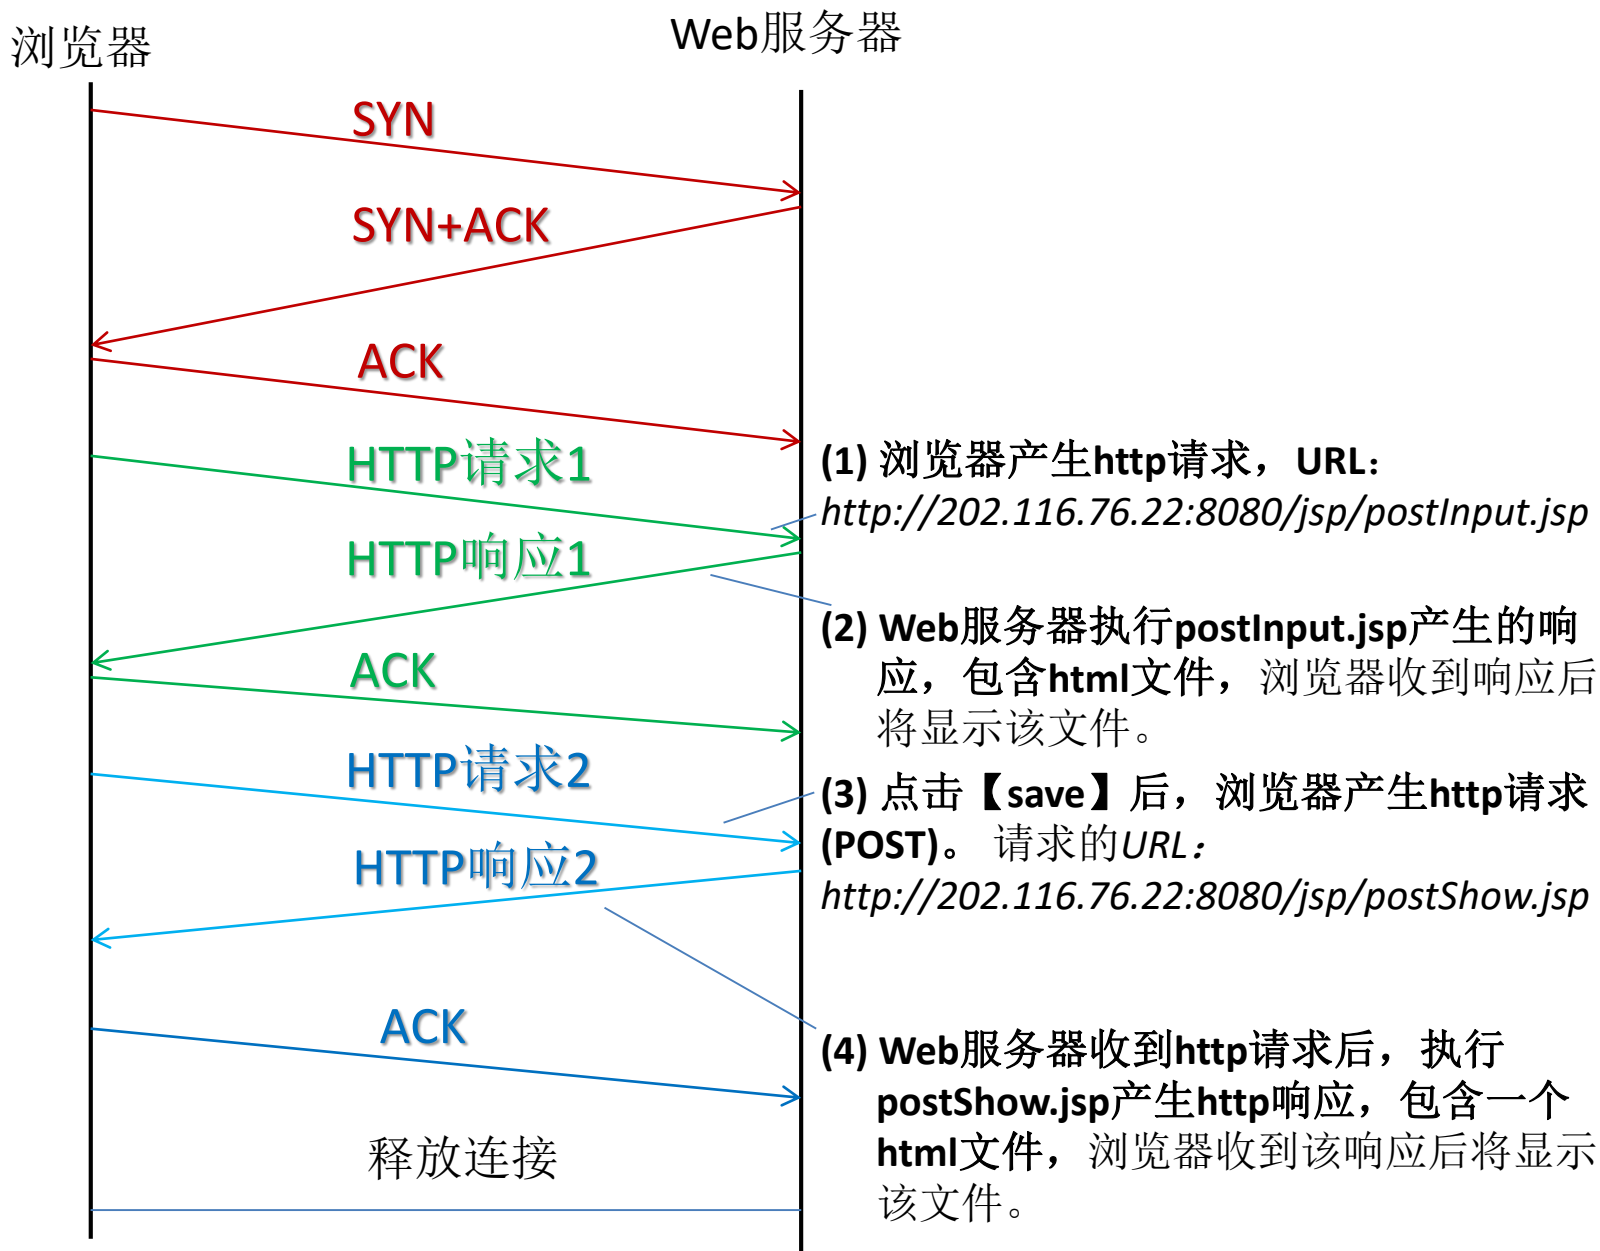 浏览器
Web服务器
SYN
SYN+ACK
ACK
HTTP请求1
HTTP响应1
ACK
HTTP请求2
HTTP响应2
ACK
释放连接
(1) 浏览器产生http请求，URL：
http://202.116.76.22:8080/jsp/postInput.jsp
(2) Web服务器执行postInput.jsp产生的响
应，包含html文件，浏览器收到响应后
将显示该文件。
(3) 点击【save】后，浏览器产生http请求
(POST)。 请求的URL：
http://202.116.76.22:8080/jsp/postShow.jsp
(4) Web服务器收到http请求后，执行
postShow.jsp产生http响应，包含一个
html文件，浏览器收到该响应后将显示
该文件。